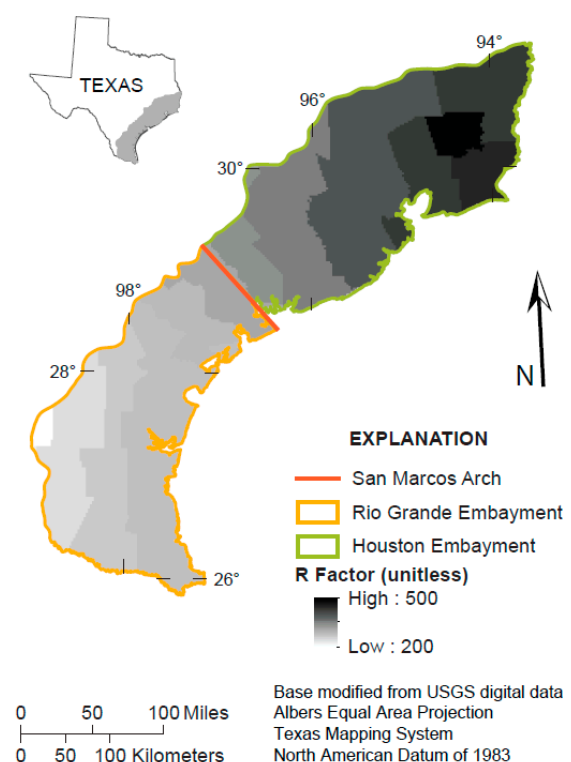 TEXAS
94°
96°
30°
98°
28°
26°
N
EXPLANATION
San Marcos Arch
Rio Grande Embayment
Houston Embayment
R Factor (unitless)
High : 500
Low : 200
0 50 100 Miles
0 50 100 Kilometers
Base modified from USGS digital data
Albers Equal Area Projection
Texas Mapping System
North American Datum of 1983